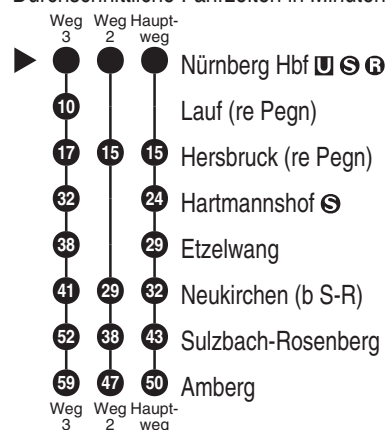 Durchschnittliche Fahrzeiten in Minuten
Weg 3 Weg 2 Haupt-weg
Nürnberg Hbf U S R
10 Lauf (re Pegn)
17 15 15 Hersbruck (re Pegn)
32 24 Hartmannshof S
38 29 Etzelwang
41 29 32 Neukirchen (b S-R)
52 38 43 Sulzbach-Rosenberg
59 47 50 Amberg
Weg 3 Weg 2 Haupt-weg